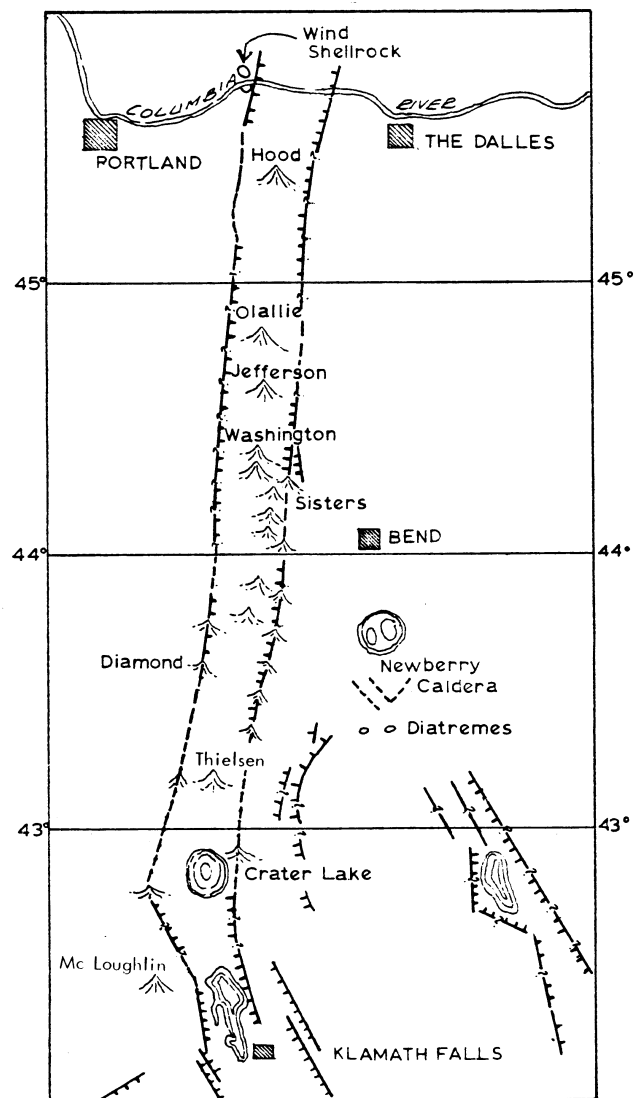 Wind
Shellrock
COLUMBIA RIVER
PORTLAND
THE DALLES
Hood
45° 45°
Olallie
Jefferson
Washington
Sisters
BEND
44° 44°
Newberry
Caldera
Diamond
Diatremes
Thielsen
43° 43°
Crater Lake
Mc Loughlin
KLAMATH FALLS